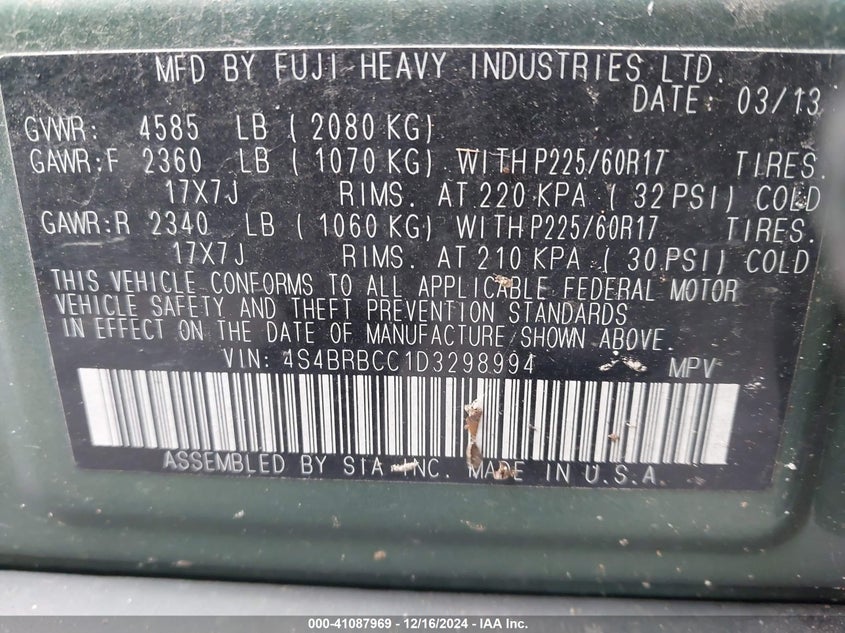 MFD BY FUJI HEAVY INDUSTRIES LTD.
DATE: 03/13
GVWR: 4585 LB ( 2080 KG)
GAWR:F 2360 LB ( 1070 KG) WITH P225/60R17 TIRES.
17X7J RIMS. AT 220 KPA ( 32 PSI) COLD
GAWR:R 2340 LB ( 1060 KG) WITH P225/60R17 TIRES.
17X7J RIMS. AT 210 KPA ( 30 PSI) COLD
THIS VEHICLE CONFORMS TO ALL APPLICABLE FEDERAL MOTOR
VEHICLE SAFETY AND THEFT PREVENTION STANDARDS
IN EFFECT ON THE DATE OF MANUFACTURE SHOWN ABOVE.
VIN: 4S4BRBCC1D3298994 MPV
ASSEMBLED BY SIA INC. MADE IN U.S.A.
000-41087969 - 12/16/2024 - IAA Inc.